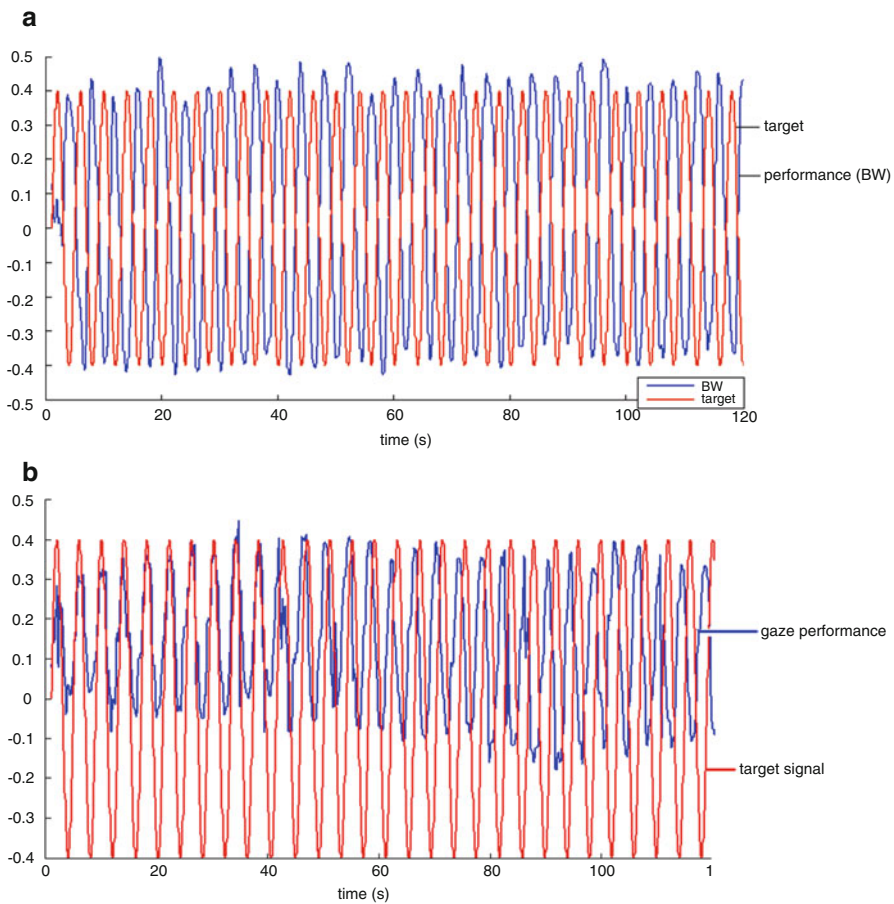 a
0.5
0.4
0.3
0.2
0.1
0
-0.1
-0.2
-0.3
-0.4
-0.5
target
performance (BW)
BW
target
0 20 40 60 80 100 120
time (s)
b
0.5
0.4
0.3
0.2
0.1
0
-0.1
-0.2
-0.3
-0.4
gaze performance
target signal
0 20 40 60 80 100 1
time (s)